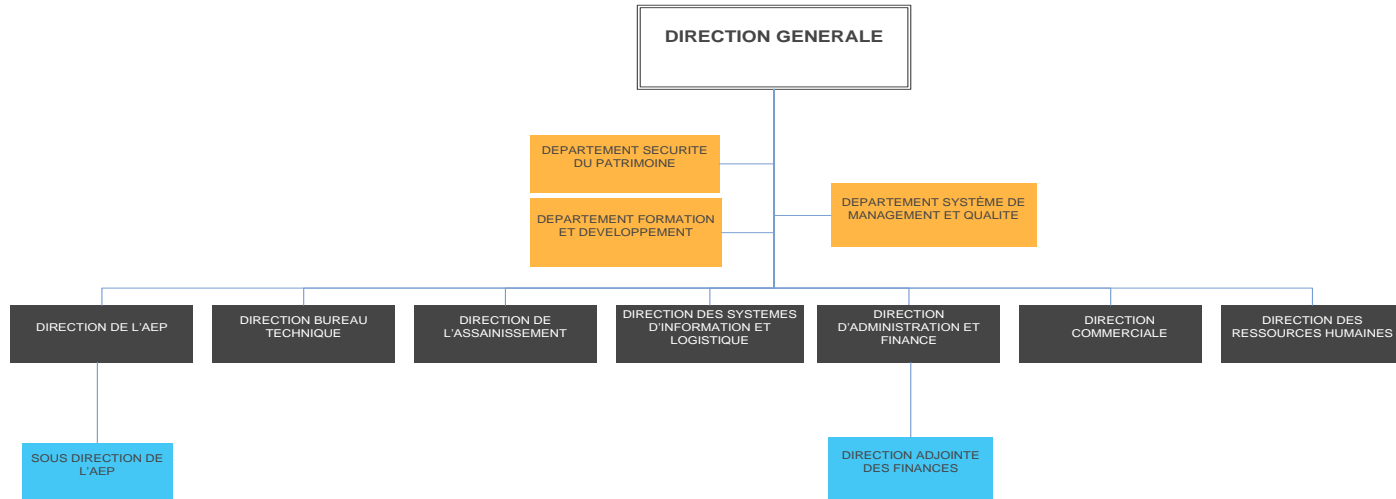 DIRECTION GENERALE
DEPARTEMENT SECURITE
DU PATRIMOINE
DEPARTEMENT SYSTÈME DE
MANAGEMENT ET QUALITE
DEPARTEMENT FORMATION
ET DEVELOPPEMENT
DIRECTION DE L'AEP
DIRECTION BUREAU
TECHNIQUE
DIRECTION DE
L'ASSAINISSEMENT
DIRECTION DES SYSTEMES
D'INFORMATION ET
LOGISTIQUE
DIRECTION
D'ADMINISTRATION ET
FINANCE
DIRECTION
COMMERCIALE
DIRECTION DES
RESSOURCES HUMAINES
SOUS DIRECTION DE
L'AEP
DIRECTION ADJOINTE
DES FINANCES